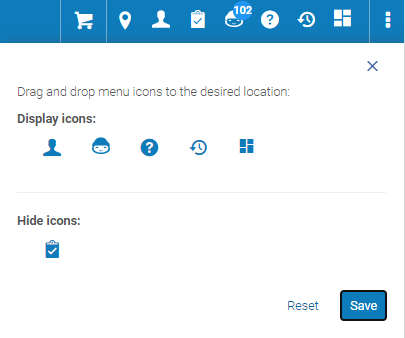 102
Drag and drop menu icons to the desired location:
Display icons:
Hide icons:
Reset
Save